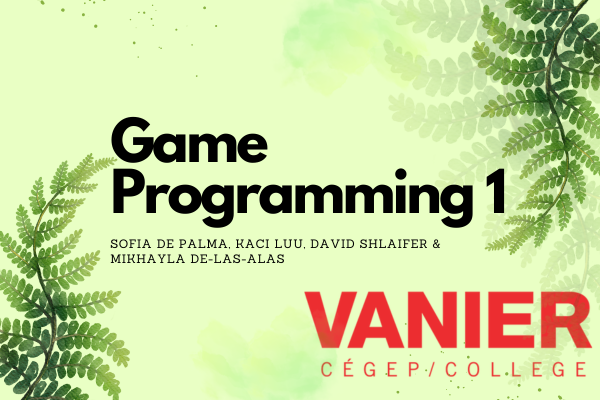 Game
Programming 1
SOFIA DE PALMA, KACI LUU, DAVID SHLAIFER &
MIKHAYLA DE-LAS-ALAS
VANIER
CÉGEP/COLLEGE